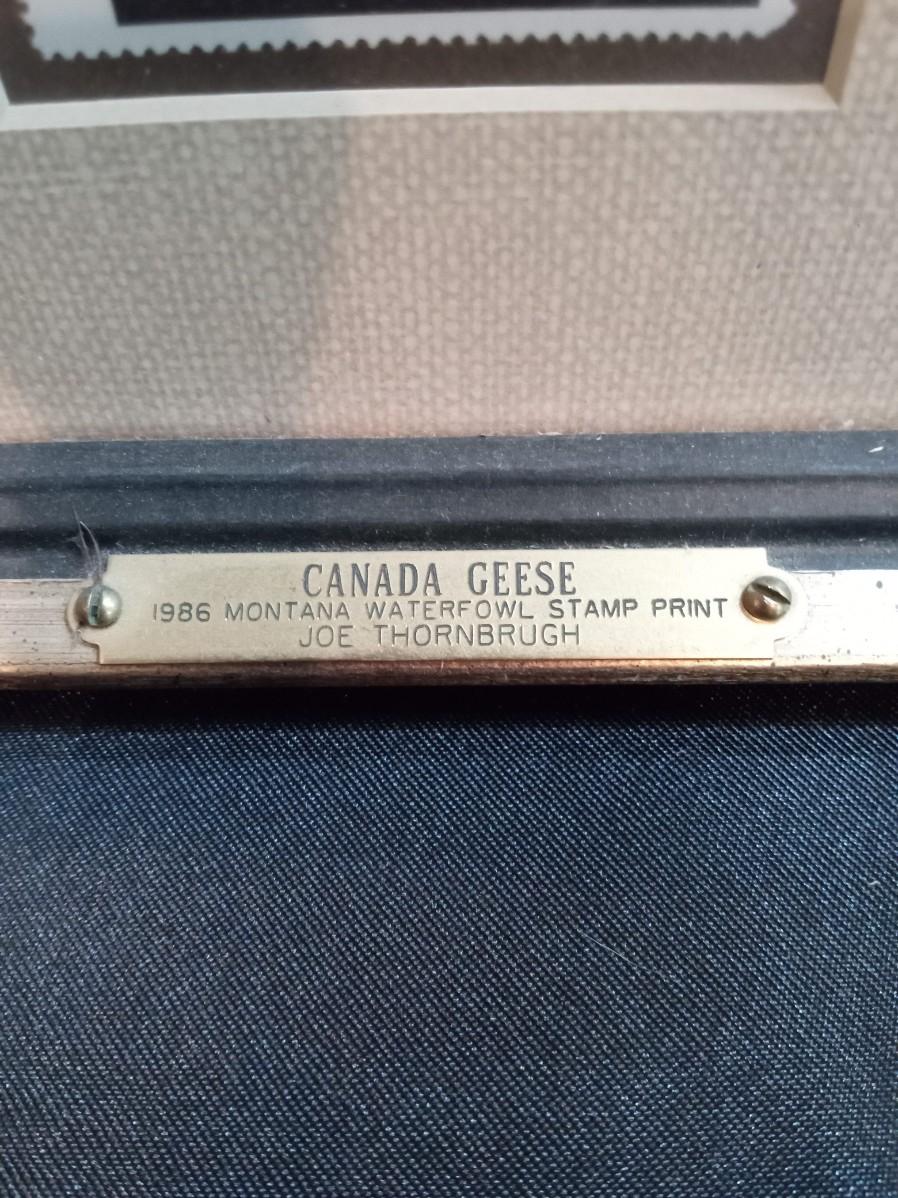 CANADA GEESE
1986 MONTANA WATERFOWL STAMP PRINT
JOE THORNBRUGH